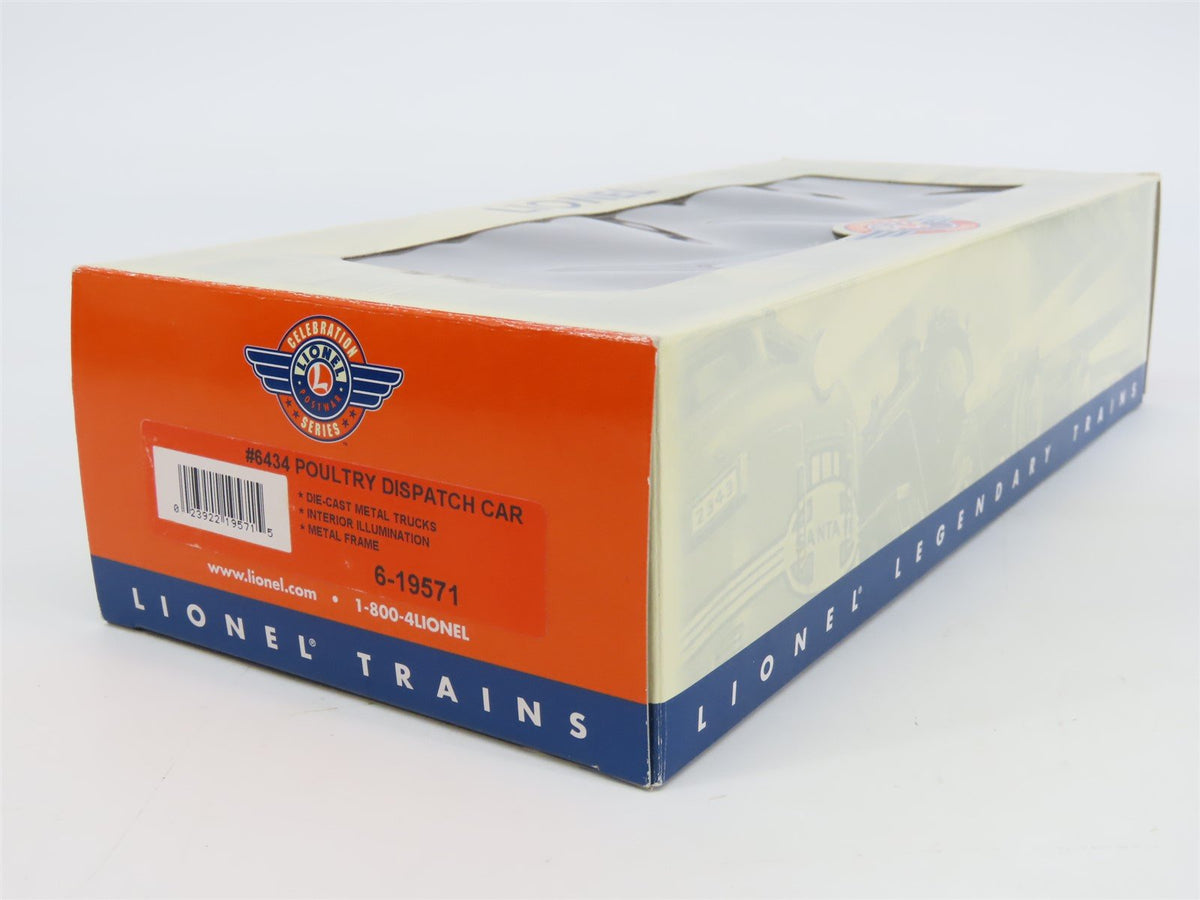 LIONEL
CELEBRATION
LIONEL
L
POSTWAR
SERIES
#6434 POULTRY DISPATCH CAR
* DIE-CAST METAL TRUCKS
* INTERIOR ILLUMINATION
* METAL FRAME
0 23922 19571 5
6-19571
www.lionel.com • 1-800-4LIONEL
LIONEL® TRAINS
2343
SANTA
LIONEL® LEGENDARY TRAINS